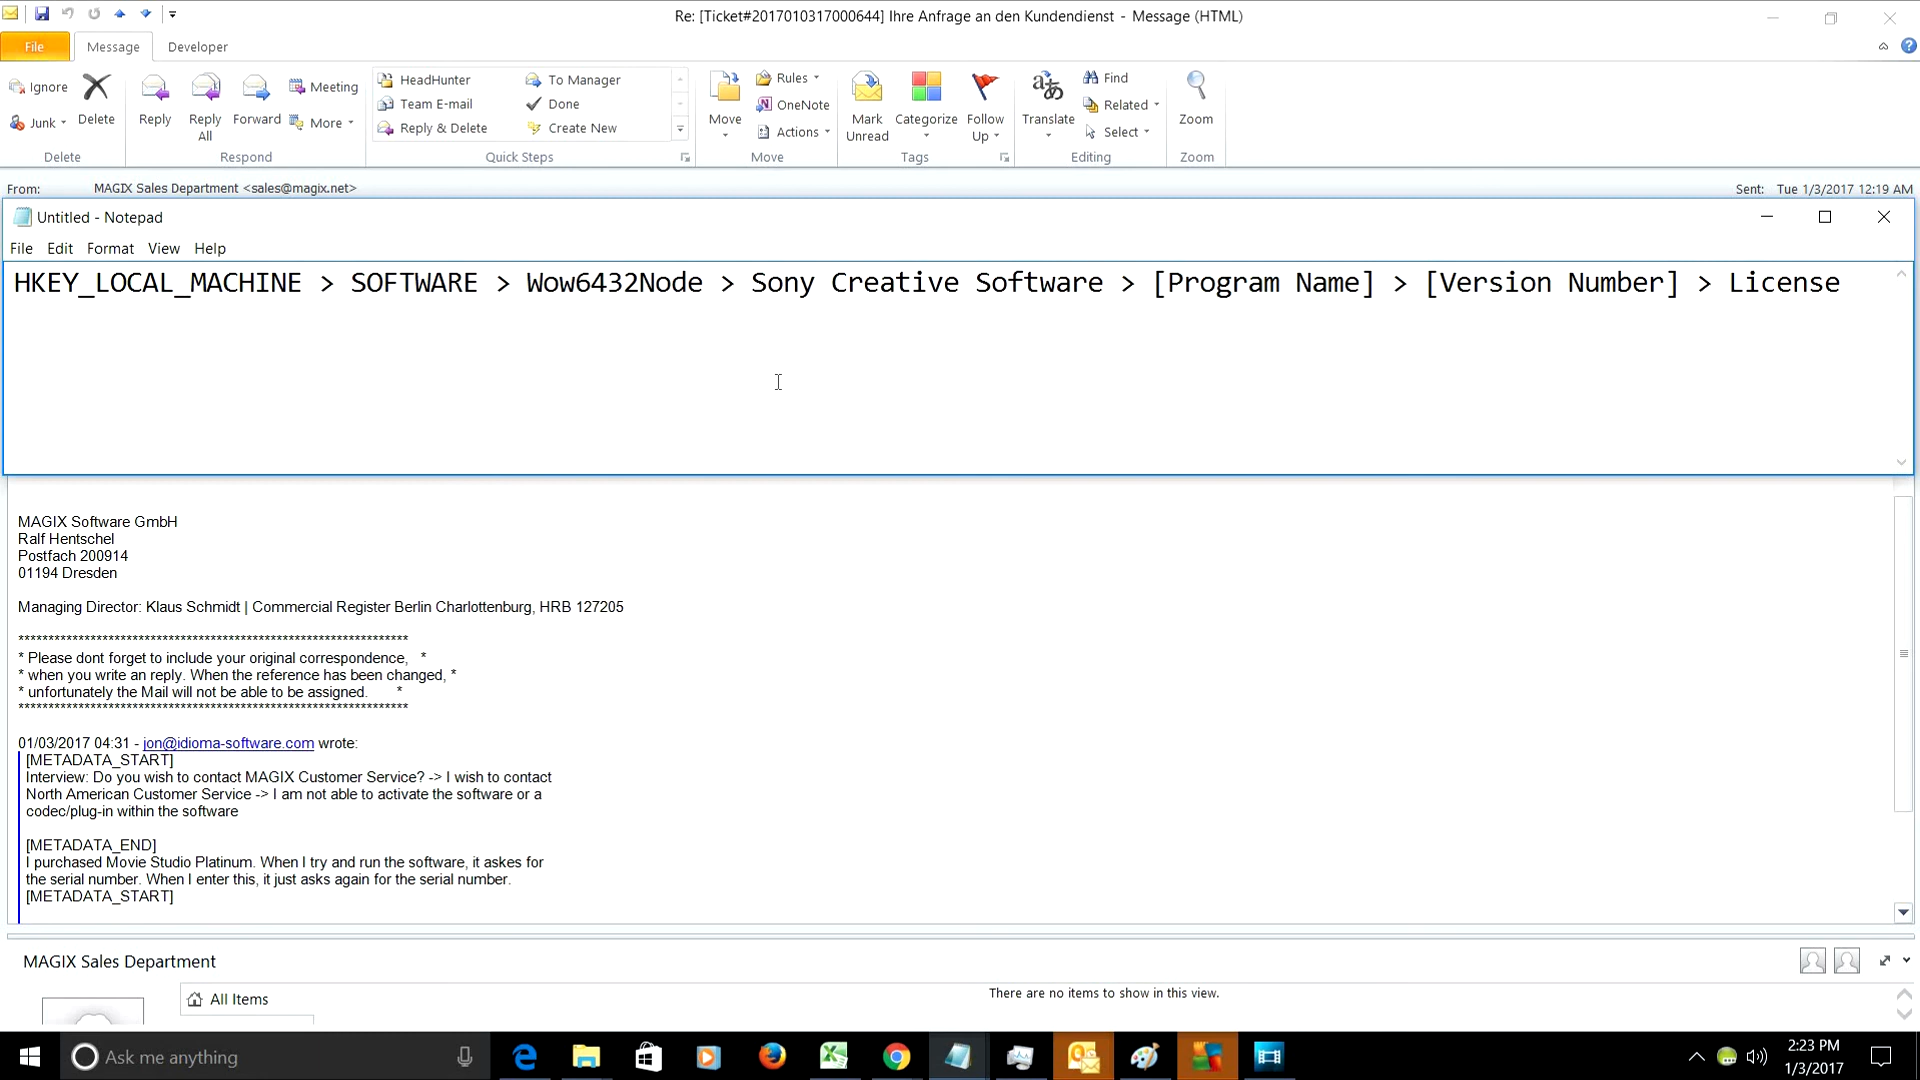 Re: [Ticket#2017010317000644] Ihre Anfrage an den Kundendienst - Message (HTML)
File Message Developer
Ignore
Junk
Delete
Reply
Reply All
Forward
Meeting
More
HeadHunter
Team E-mail
Reply & Delete
To Manager
Done
Create New
Move
Rules
OneNote
Actions
Mark Unread
Categorize
Follow Up
Translate
Find
Related
Select
Zoom
Delete Respond Quick Steps Move Tags Editing Zoom
From: MAGIX Sales Department <sales@magix.net> Sent: Tue 1/3/2017 12:19 AM
Untitled - Notepad
File Edit Format View Help
HKEY_LOCAL_MACHINE > SOFTWARE > Wow6432Node > Sony Creative Software > [Program Name] > [Version Number] > License
MAGIX Software GmbH
Ralf Hentschel
Postfach 200914
01194 Dresden
Managing Director: Klaus Schmidt | Commercial Register Berlin Charlottenburg, HRB 127205
*****************************************************************
* Please dont forget to include your original correspondence, *
* when you write an reply. When the reference has been changed, *
* unfortunately the Mail will not be able to be assigned. *
*****************************************************************
01/03/2017 04:31 - jon@idioma-software.com wrote:
[METADATA_START]
Interview: Do you wish to contact MAGIX Customer Service? -> I wish to contact
North American Customer Service -> I am not able to activate the software or a
codec/plug-in within the software
[METADATA_END]
I purchased Movie Studio Platinum. When I try and run the software, it askes for
the serial number. When I enter this, it just asks again for the serial number.
[METADATA_START]
MAGIX Sales Department
All Items
There are no items to show in this view.
Ask me anything
2:23 PM
1/3/2017